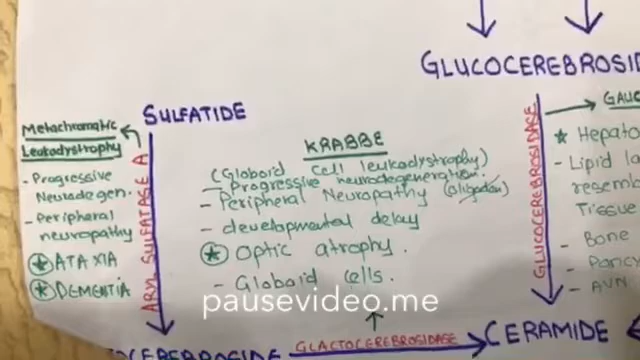 GLUCOCEREBROSID
SULFATIDE
Metachromatic
Leukodystrophy
- Progressive
Neurodegen.
- Peripheral
neuropathy
ATAXIA
DEMENTIA
ARYL SULFATASE A
KRABBE
(Globoid cell leukodystrophy)
- Progressive neurodegeneration.
- Peripheral Neuropathy
- developmental delay
Optic atrophy.
- Globoid cells.
GLUCOCEREBROSIDASE
GAUC
Hepato
- Lipid la
resemb
Tissue
- Bone
- Pancy
- AVN
pausevideo.me
OCEREBROSIDE
GLACTOCEREBROSIDASE
CERAMIDE